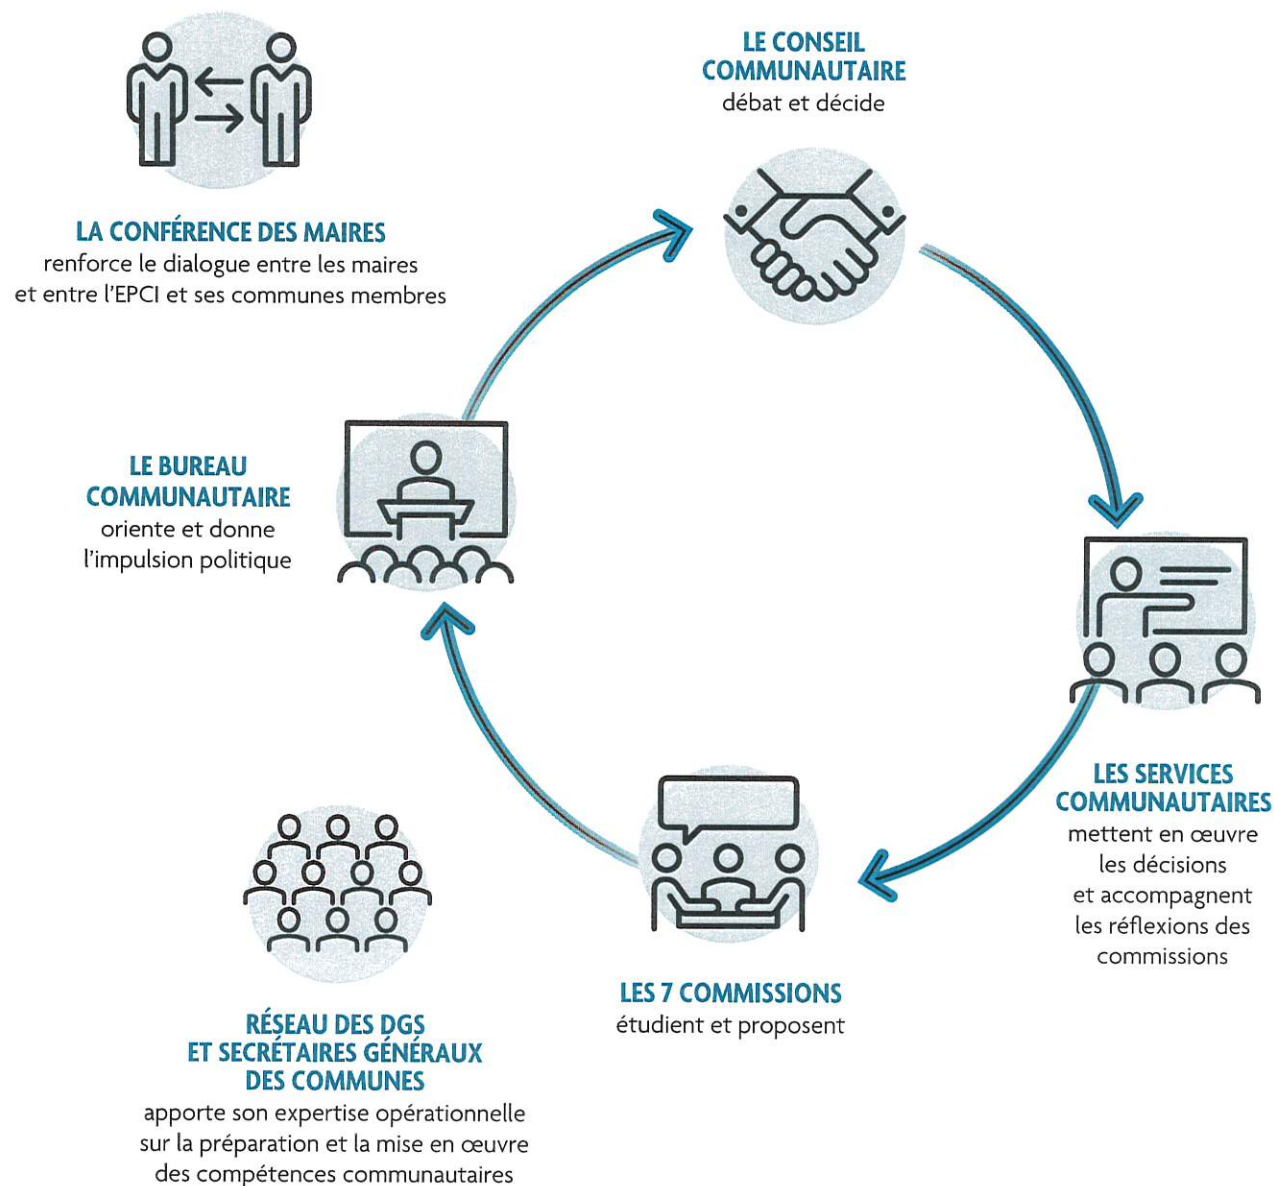 LE CONSEIL
COMMUNAUTAIRE
débat et décide
LA CONFÉRENCE DES MAIRES
renforce le dialogue entre les maires
et entre l'EPCI et ses communes membres
LE BUREAU
COMMUNAUTAIRE
oriente et donne
l'impulsion politique
LES SERVICES
COMMUNAUTAIRES
mettent en œuvre
les décisions
et accompagnent
les réflexions des
commissions
LES 7 COMMISSIONS
étudient et proposent
RÉSEAU DES DGS
ET SECRÉTAIRES GÉNÉRAUX
DES COMMUNES
apporte son expertise opérationnelle
sur la préparation et la mise en œuvre
des compétences communautaires